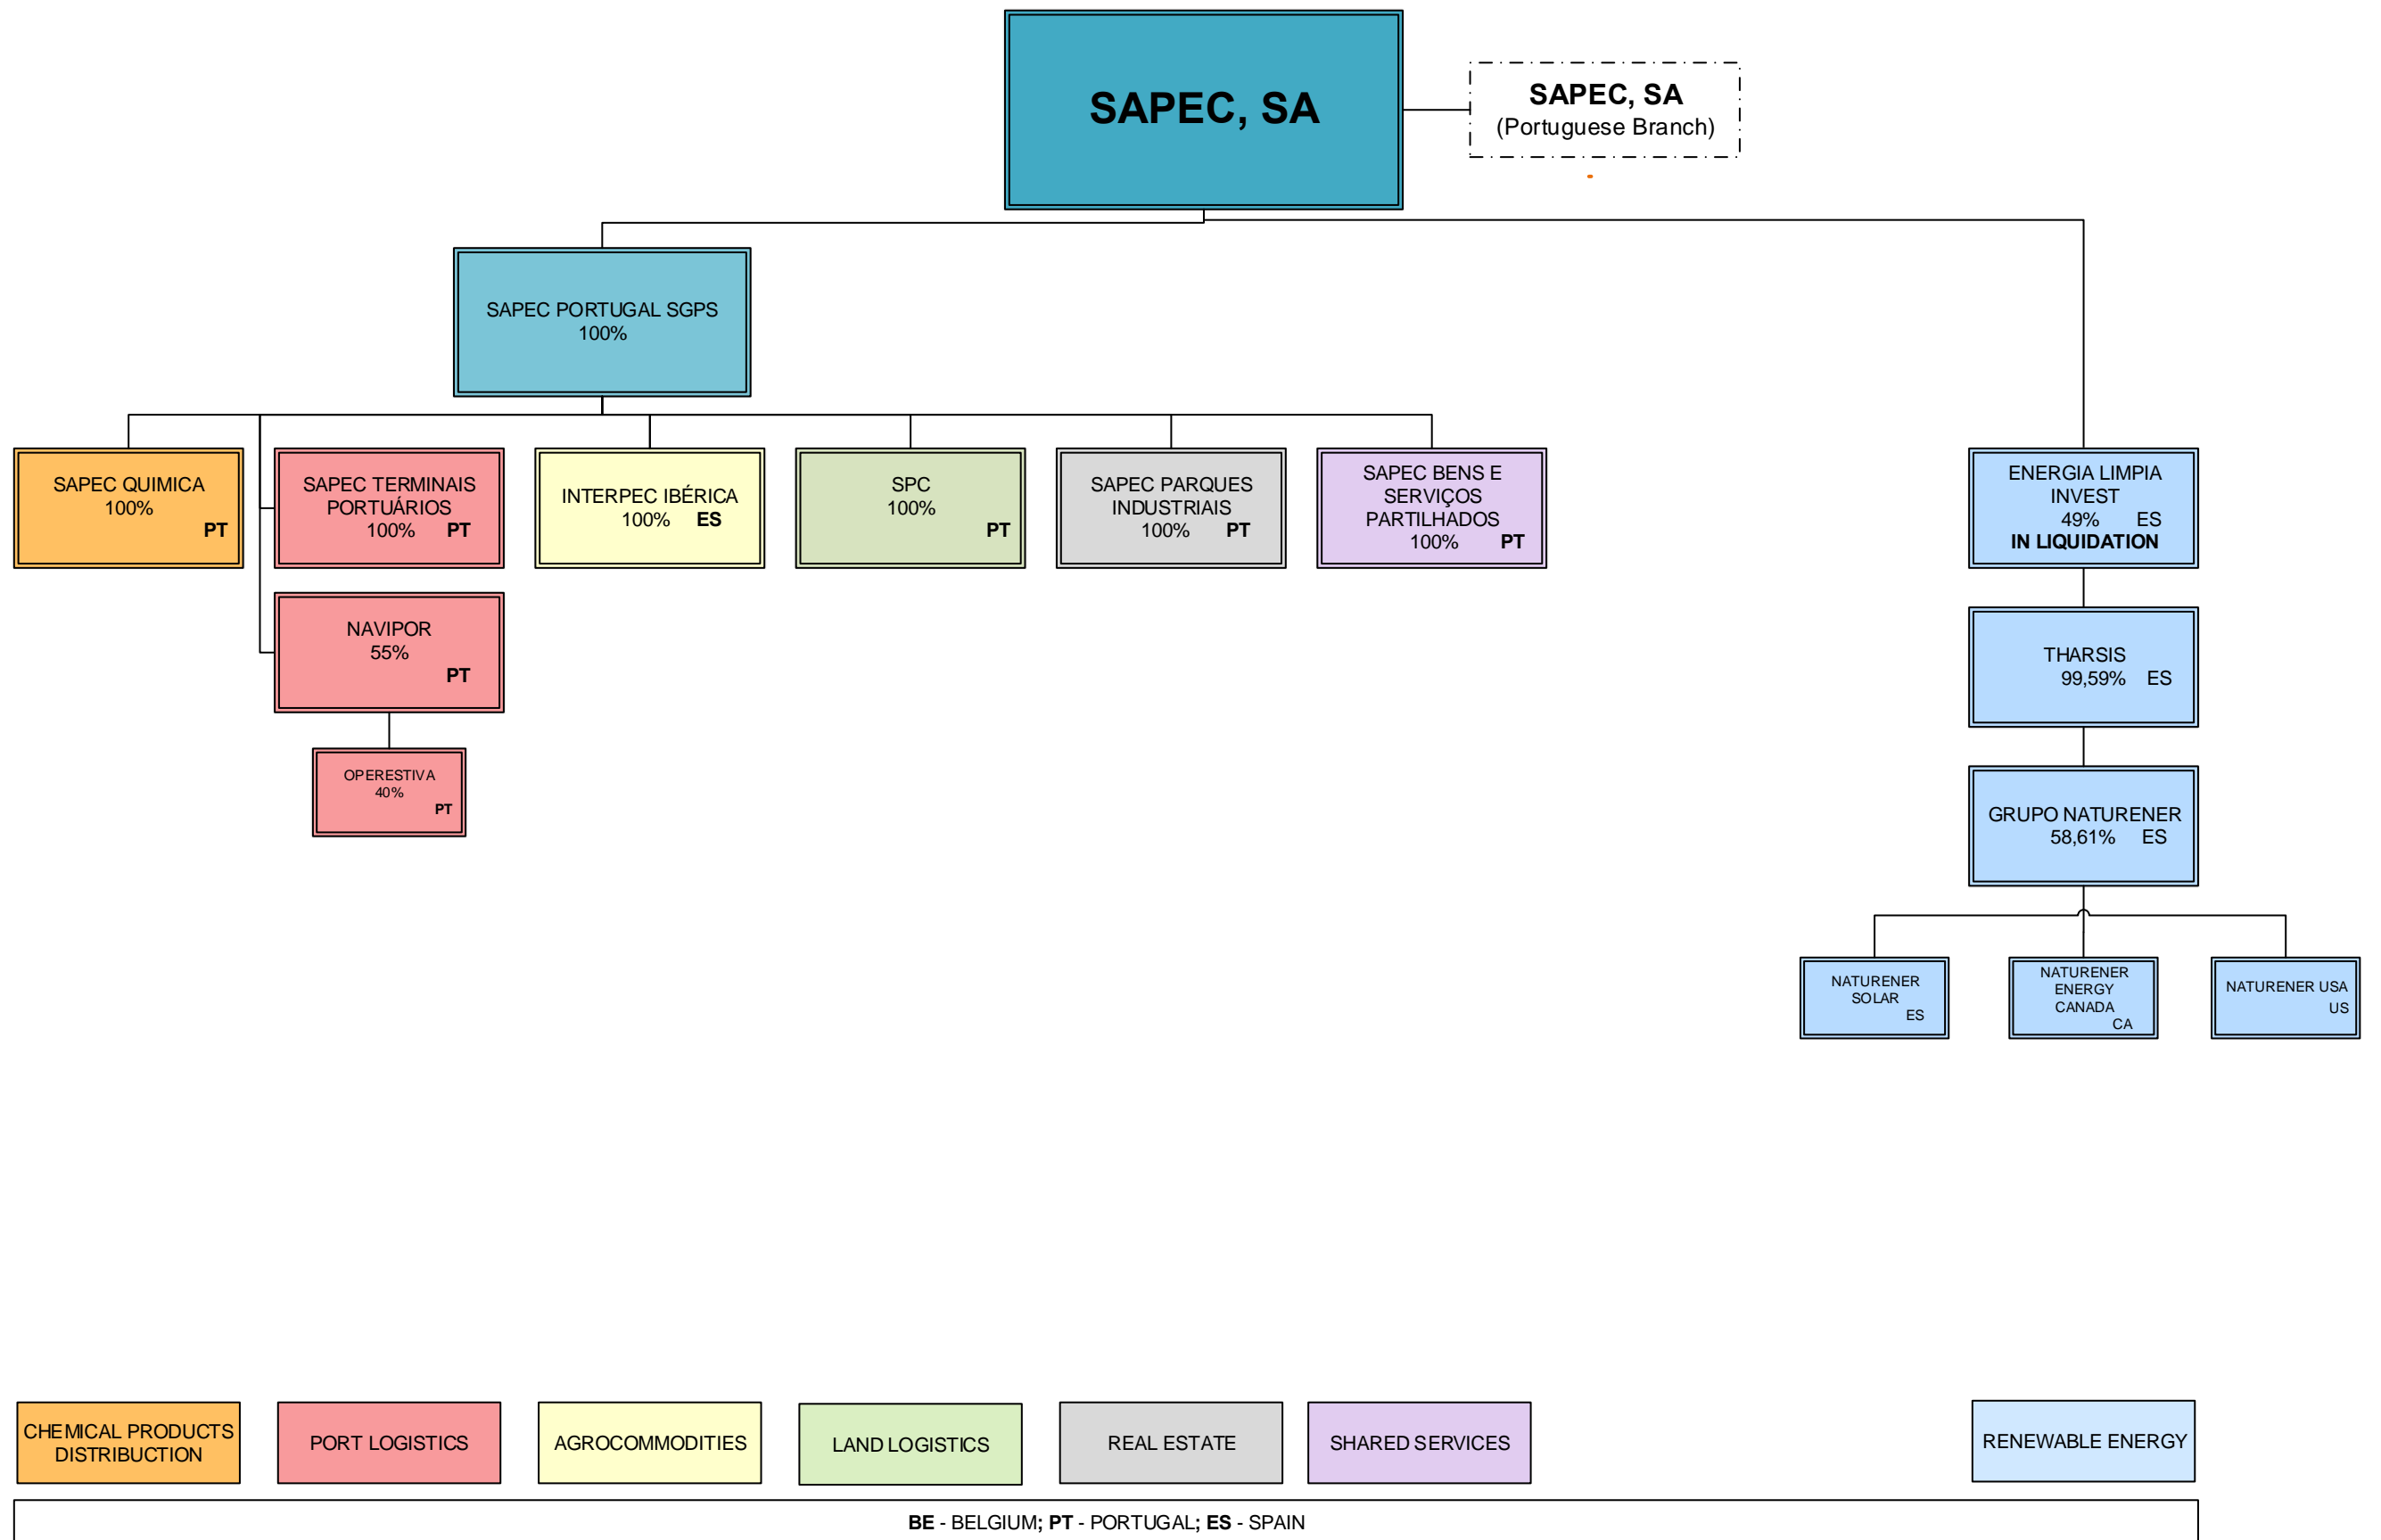 SAPEC, SA
SAPEC, SA
(Portuguese Branch)
SAPEC PORTUGAL SGPS
100%
SAPEC QUIMICA
100%
PT
SAPEC TERMINAIS
PORTUÁRIOS
100% PT
INTERPEC IBÉRICA
100% ES
SPC
100%
PT
SAPEC PARQUES
INDUSTRIAIS
100% PT
SAPEC BENS E
SERVIÇOS
PARTILHADOS
100% PT
ENERGIA LIMPIA
INVEST
49% ES
IN LIQUIDATION
NAVIPOR
55%
PT
THARSIS
99,59% ES
OPERESTIVA
40%
PT
GRUPO NATURENER
58,61% ES
NATURENER
SOLAR
ES
NATURENER
ENERGY
CANADA
CA
NATURENER USA
US
CHEMICAL PRODUCTS
DISTRIBUCTION
PORT LOGISTICS
AGROCOMMODITIES
LAND LOGISTICS
REAL ESTATE
SHARED SERVICES
RENEWABLE ENERGY
BE - BELGIUM; PT - PORTUGAL; ES - SPAIN